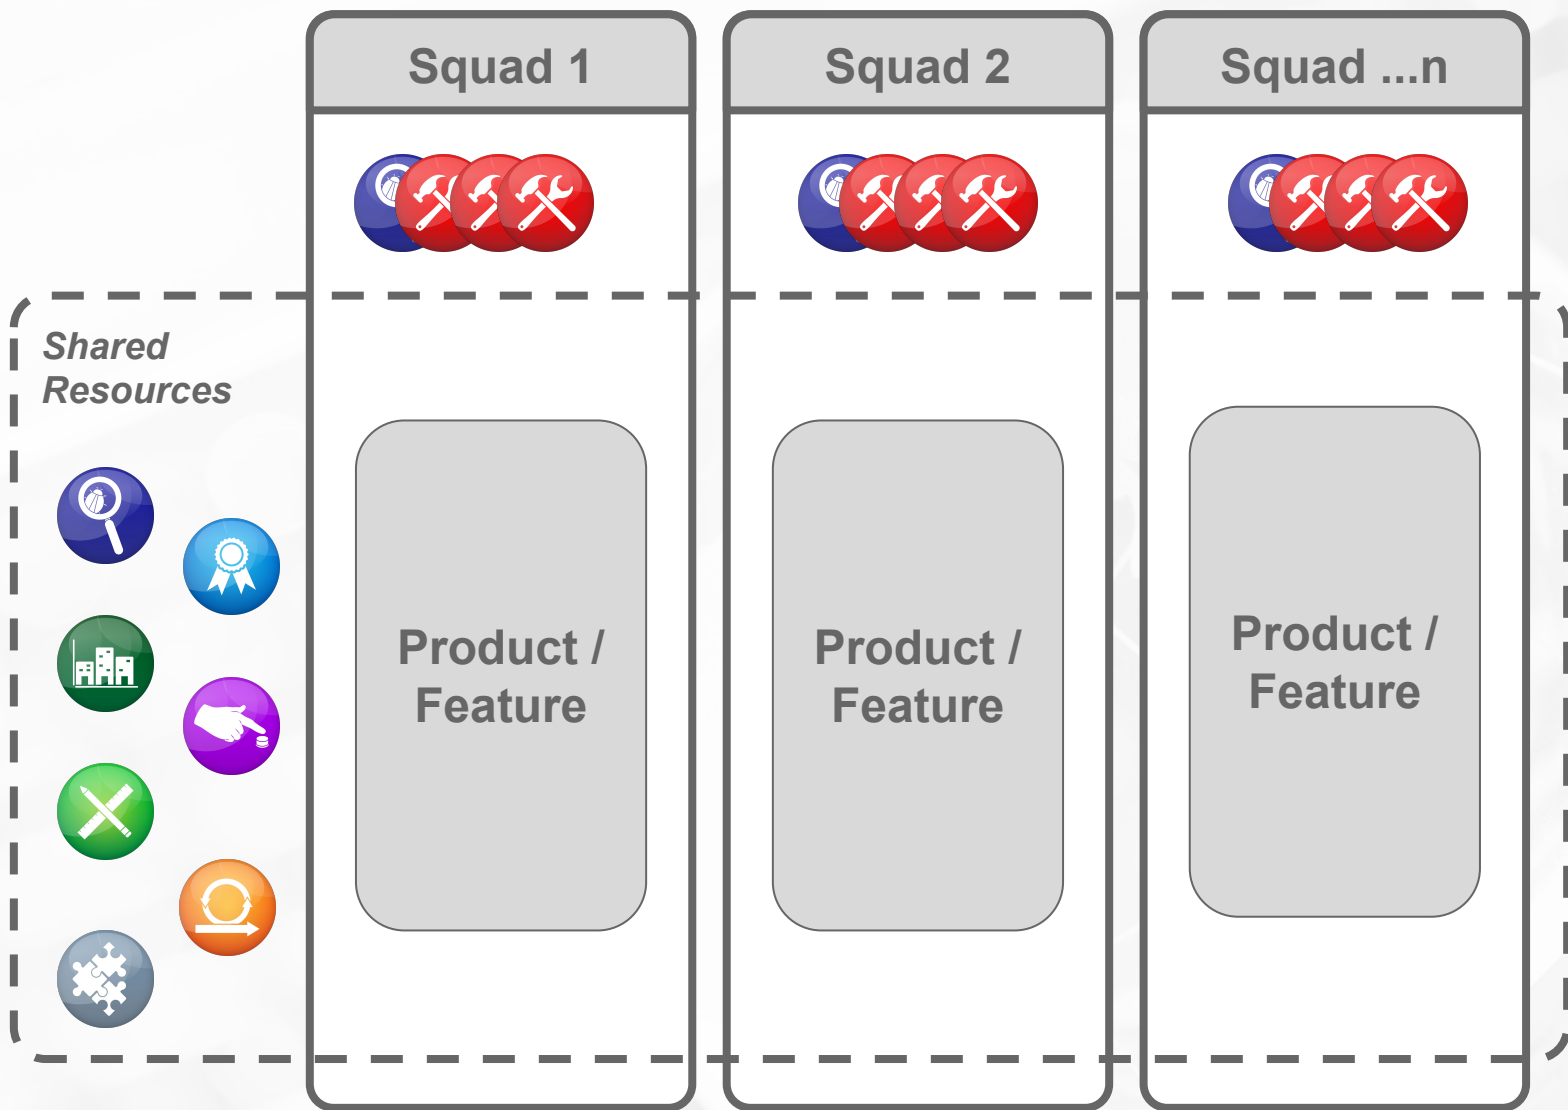 Squad 1
Squad 2
Squad ...n
Shared
Resources
Product /
Feature
Product /
Feature
Product /
Feature